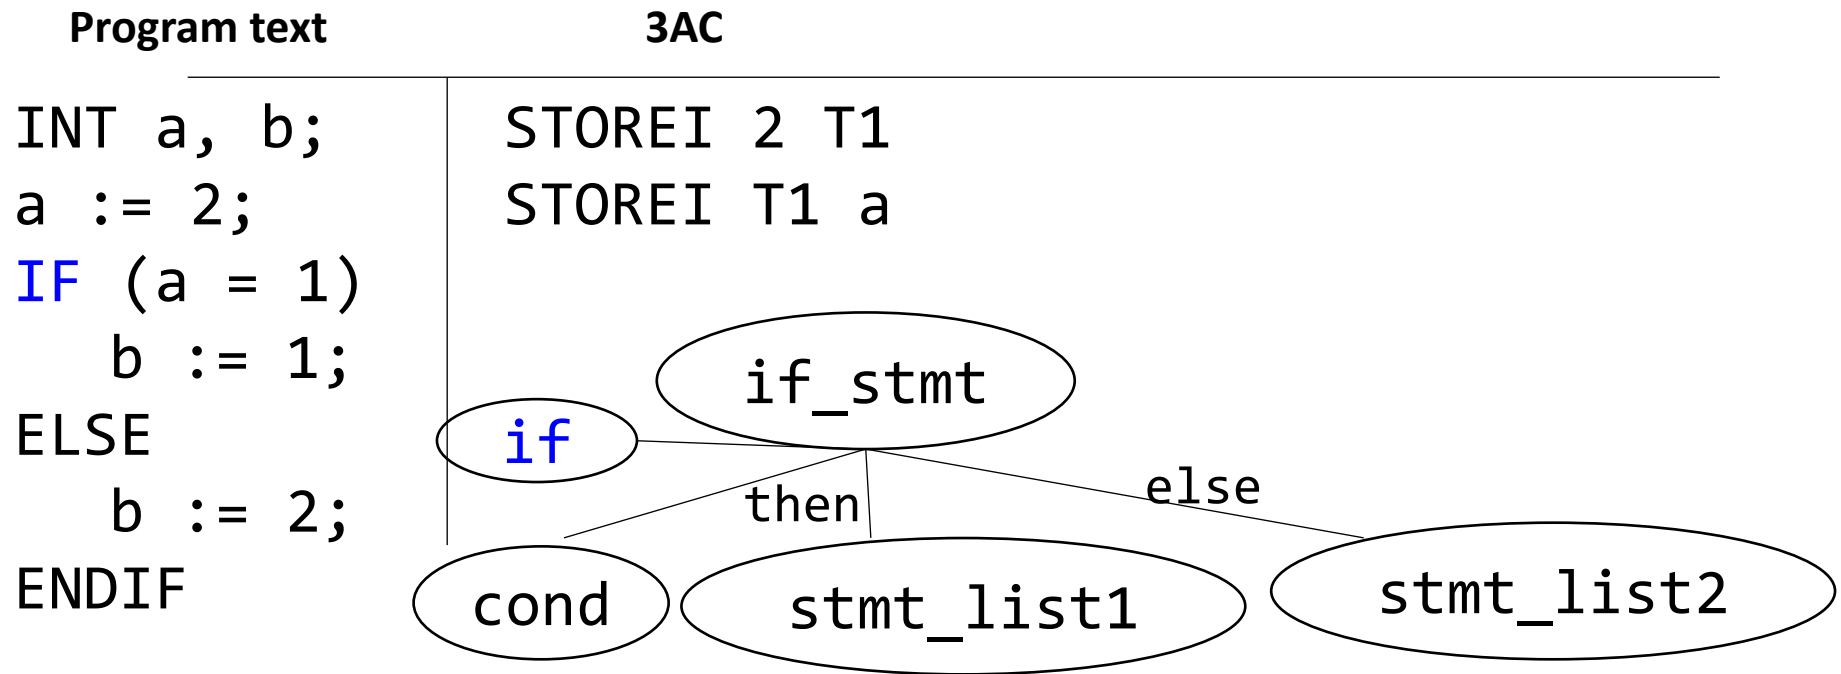 Program text
3AC
INT a, b;
a := 2;
IF (a = 1)
b := 1;
ELSE
b := 2;
ENDIF
STOREI 2 T1
STOREI T1 a
if_stmt
if
then
else
cond
stmt_list1
stmt_list2